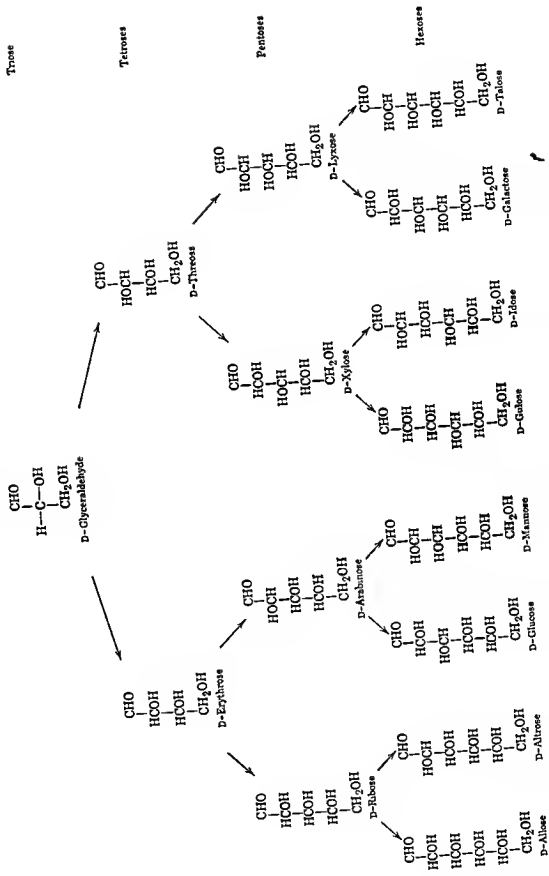 Triose
CHO
H—C—OH
CH₂OH
D-Glyceraldehyde
Tetroses
CHO
HCOH
HCOH
CH₂OH
D-Erythrose
CHO
HOCH
HCOH
CH₂OH
D-Threose
Pentoses
CHO
HCOH
HCOH
HCOH
CH₂OH
D-Ribose
CHO
HOCH
HCOH
HCOH
CH₂OH
D-Arabinose
CHO
HCOH
HOCH
HCOH
CH₂OH
D-Xylose
CHO
HOCH
HOCH
HCOH
CH₂OH
D-Lyxose
Hexoses
CHO
HCOH
HCOH
HCOH
HCOH
CH₂OH
D-Allose
CHO
HOCH
HCOH
HCOH
HCOH
CH₂OH
D-Altrose
CHO
HCOH
HOCH
HCOH
HCOH
CH₂OH
D-Glucose
CHO
HOCH
HOCH
HCOH
HCOH
CH₂OH
D-Mannose
CHO
HCOH
HCOH
HOCH
HCOH
CH₂OH
D-Gulose
CHO
HOCH
HCOH
HOCH
HCOH
CH₂OH
D-Idose
CHO
HCOH
HOCH
HOCH
HCOH
CH₂OH
D-Galactose
CHO
HOCH
HOCH
HOCH
HCOH
CH₂OH
D-Talose